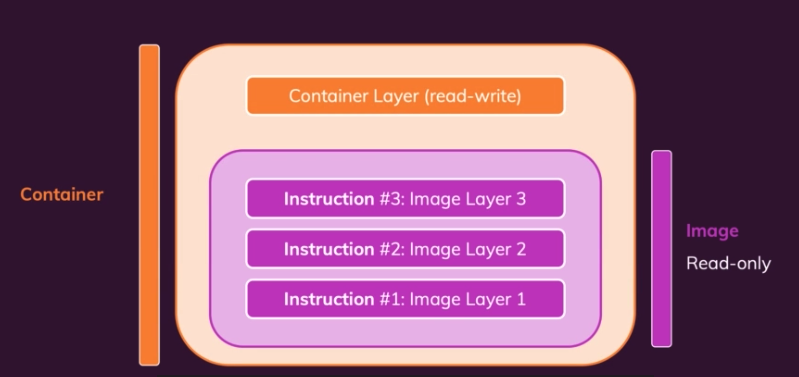 Container Layer (read-write)
Instruction #3: Image Layer 3
Instruction #2: Image Layer 2
Instruction #1: Image Layer 1
Container
Image
Read-only